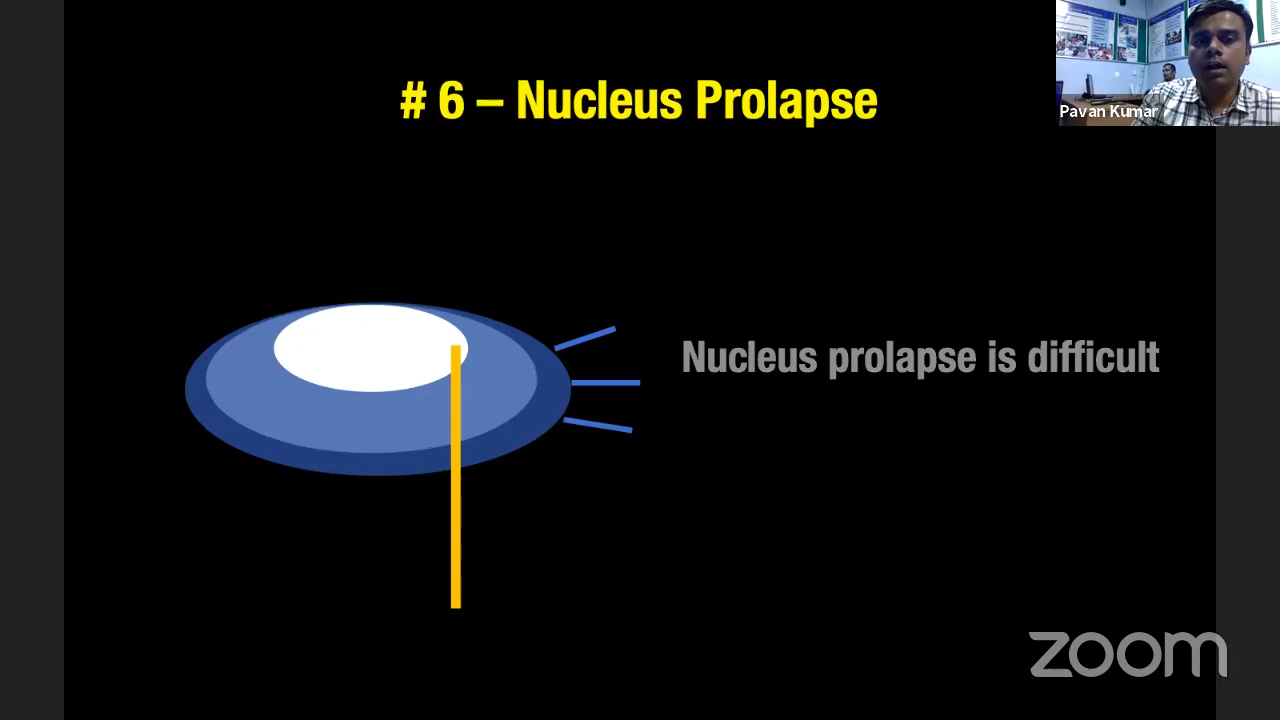 # 6 – Nucleus Prolapse
Pavan Kumar
Nucleus prolapse is difficult
zoom